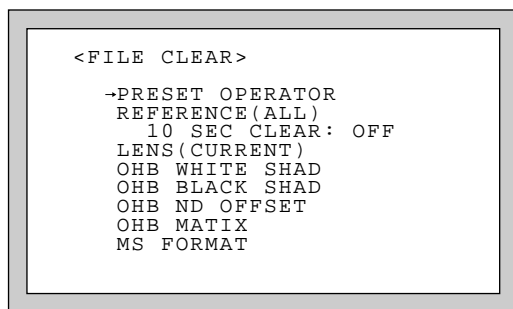 <FILE CLEAR>
→PRESET OPERATOR
REFERENCE(ALL)
10 SEC CLEAR: OFF
LENS(CURRENT)
OHB WHITE SHAD
OHB BLACK SHAD
OHB ND OFFSET
OHB MATIX
MS FORMAT